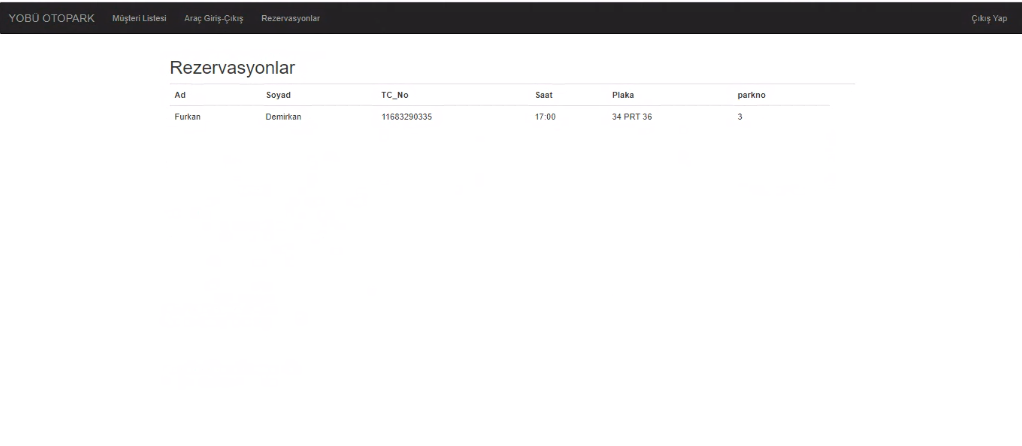 YOBÜ OTOPARK Müşleri Listesi Araç Giriş-Çıkış Rezervasyonlar Çıkış Yap
Rezervasyonlar
Ad Soyad TC_No Saat Plaka parkno
Furkan Demirkan 11683290335 17:00 34 PRT 36 3